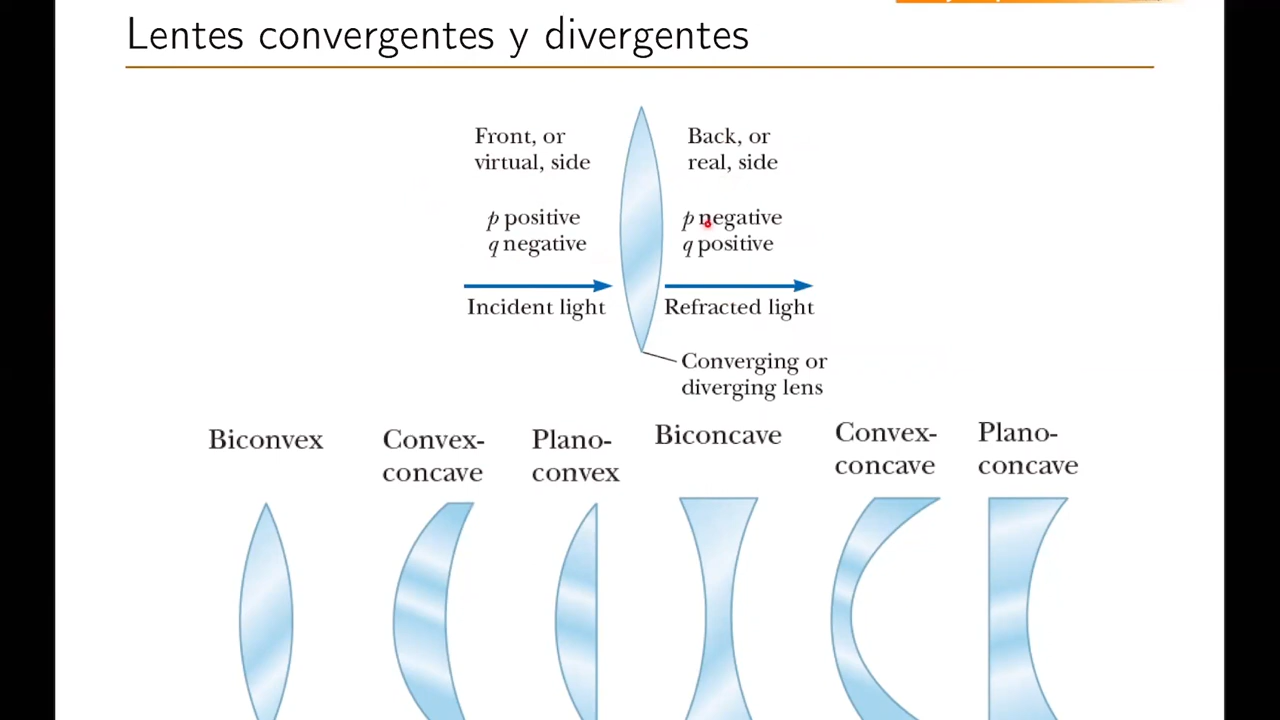 Lentes convergentes y divergentes
Front, or
virtual, side
Back, or
real, side
p positive
q negative
p negative
q positive
Incident light
Refracted light
Converging or
diverging lens
Biconvex
Convex-
concave
Plano-
convex
Biconcave
Convex-
concave
Plano-
concave